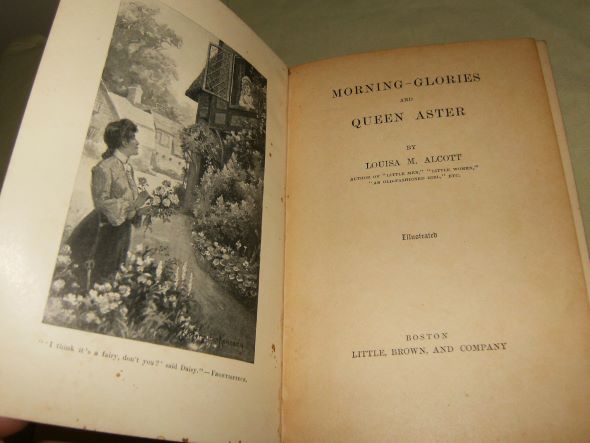 "'I think it's a fairy, don't you?' said Daisy."—FRONTISPIECE.
MORNING-GLORIES
AND
QUEEN ASTER
BY
LOUISA M. ALCOTT
AUTHOR OF "LITTLE MEN," "LITTLE WOMEN,"
"AN OLD-FASHIONED GIRL," ETC.
Illustrated
BOSTON
LITTLE, BROWN, AND COMPANY